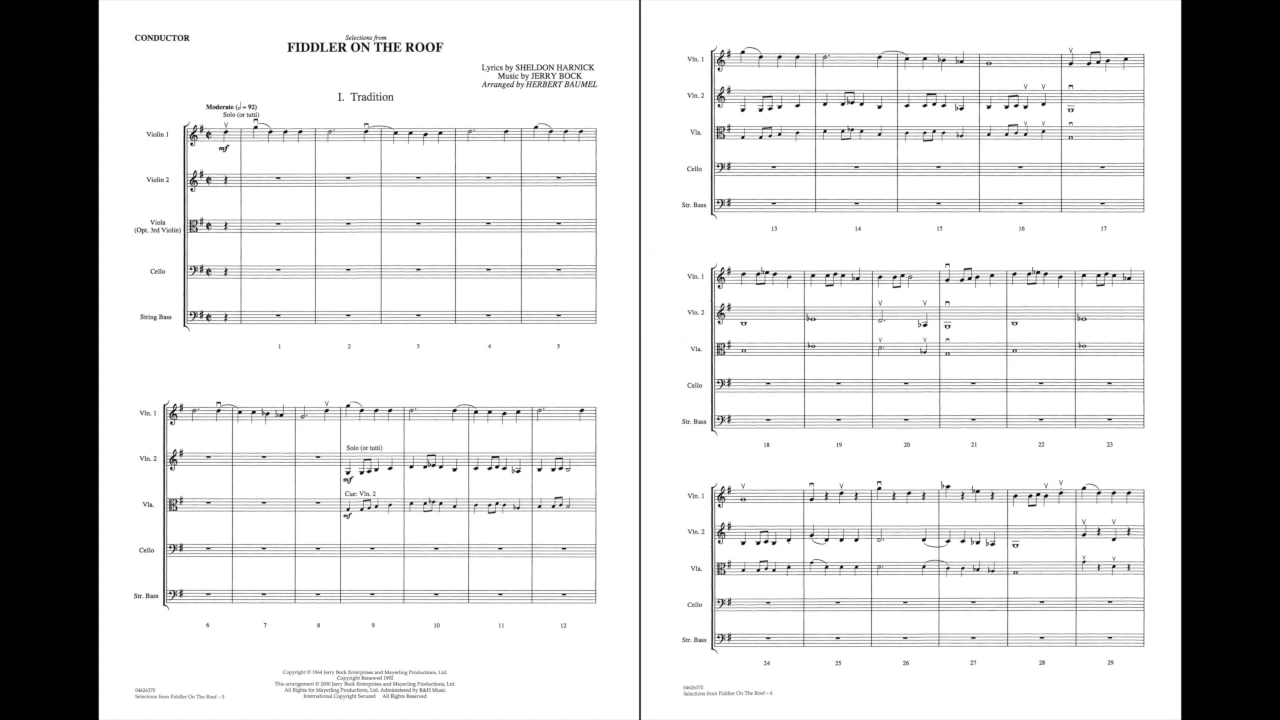 CONDUCTOR
Selections from
FIDDLER ON THE ROOF
Lyrics by SHELDON HARNICK
Music by JERRY BOCK
Arranged by HERBERT BAUMEL
I. Tradition
Moderate (𝅗𝅥 = 92)
Solo (or tutti)
Violin 1
mf
Violin 2
Viola
(Opt. 3rd Violin)
Cello
String Bass
1 2 3 4 5
Vln. 1
Solo (or tutti)
Vln. 2
mf
Cue: Vln. 2
Vla.
mf
Cello
Str. Bass
6 7 8 9 10 11 12
Copyright © 1964 Jerry Bock Enterprises and Mayerling Productions, Ltd.
Copyright Renewed 1992
This arrangement © 2000 Jerry Bock Enterprises and Mayerling Productions, Ltd.
All Rights for Mayerling Productions, Ltd. Administered by R&H Music
International Copyright Secured All Rights Reserved
04626370
Selections from Fiddler On The Roof – 5
Vln. 1
Vln. 2
Vla.
Cello
Str. Bass
13 14 15 16 17
Vln. 1
Vln. 2
Vla.
Cello
Str. Bass
18 19 20 21 22 23
Vln. 1
Vln. 2
Vla.
Cello
Str. Bass
24 25 26 27 28 29
04626370
Selections from Fiddler On The Roof – 6